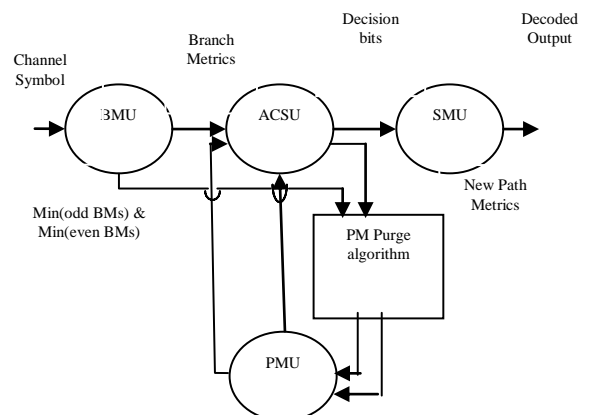 Channel
Symbol
Branch
Metrics
Decision
bits
Decoded
Output
BMU
ACSU
SMU
New Path
Metrics
Min(odd BMs) &
Min(even BMs)
PM Purge
algorithm
PMU